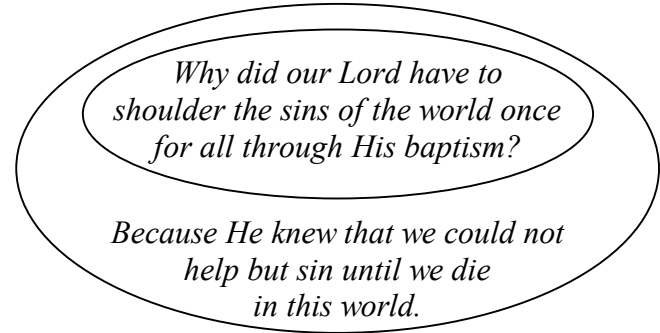 Why did our Lord have to
shoulder the sins of the world once
for all through His baptism?
Because He knew that we could not
help but sin until we die
in this world.